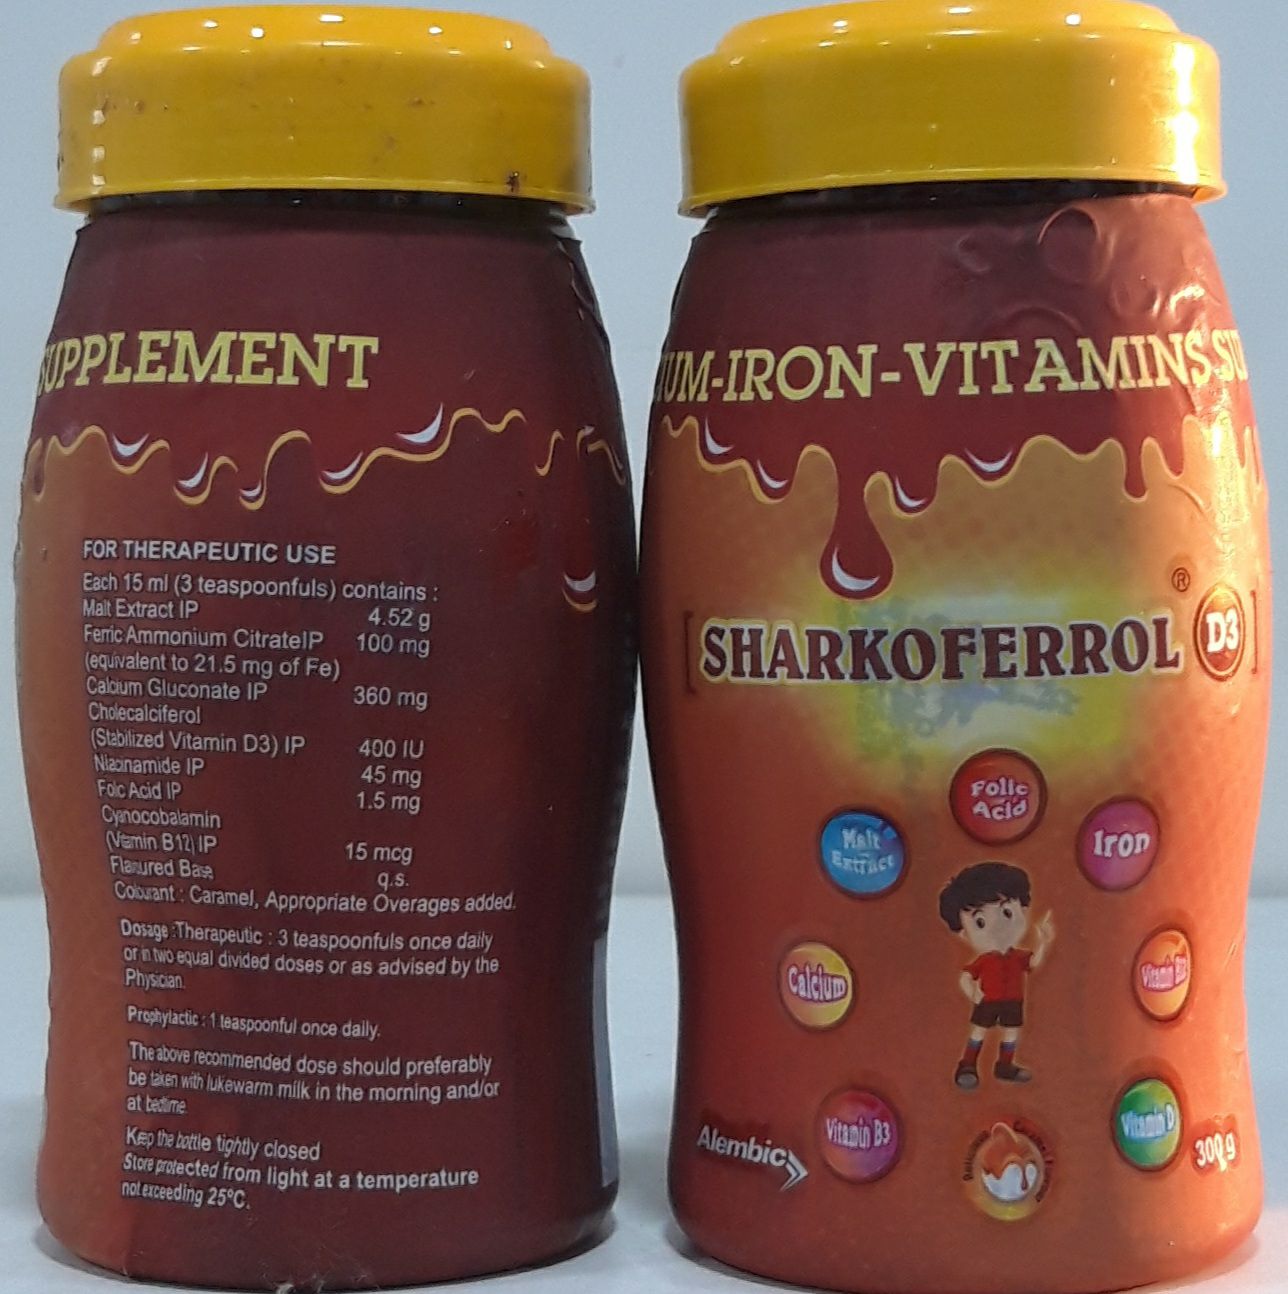 SUPPLEMENT
FOR THERAPEUTIC USE
Each 15 ml (3 teaspoonfuls) contains :
Malt Extract IP 4.52 g
Ferric Ammonium CitrateIP 100 mg
(equivalent to 21.5 mg of Fe)
Calcium Gluconate IP 360 mg
Cholecalciferol
(Stabilized Vitamin D3) IP 400 IU
Niacinamide IP 45 mg
Folic Acid IP 1.5 mg
Cyanocobalamin
(Vitamin B12) IP 15 mcg
Flavoured Base q.s.
Colourant : Caramel, Appropriate Overages added.
Dosage :Therapeutic : 3 teaspoonfuls once daily
or in two equal divided doses or as advised by the
Physician.
Prophylactic : 1 teaspoonful once daily.
The above recommended dose should preferably
be taken with lukewarm milk in the morning and/or
at bedtime.
Keep the bottle tightly closed
Store protected from light at a temperature
not exceeding 25°C.
IUM-IRON-VITAMINS SU
SHARKOFERROL ® D3
Folic
Acid
Malt
Extract
Iron
Calcium
Vitamin B12
Vitamin B3
Vitamin D
Alembic
300 g